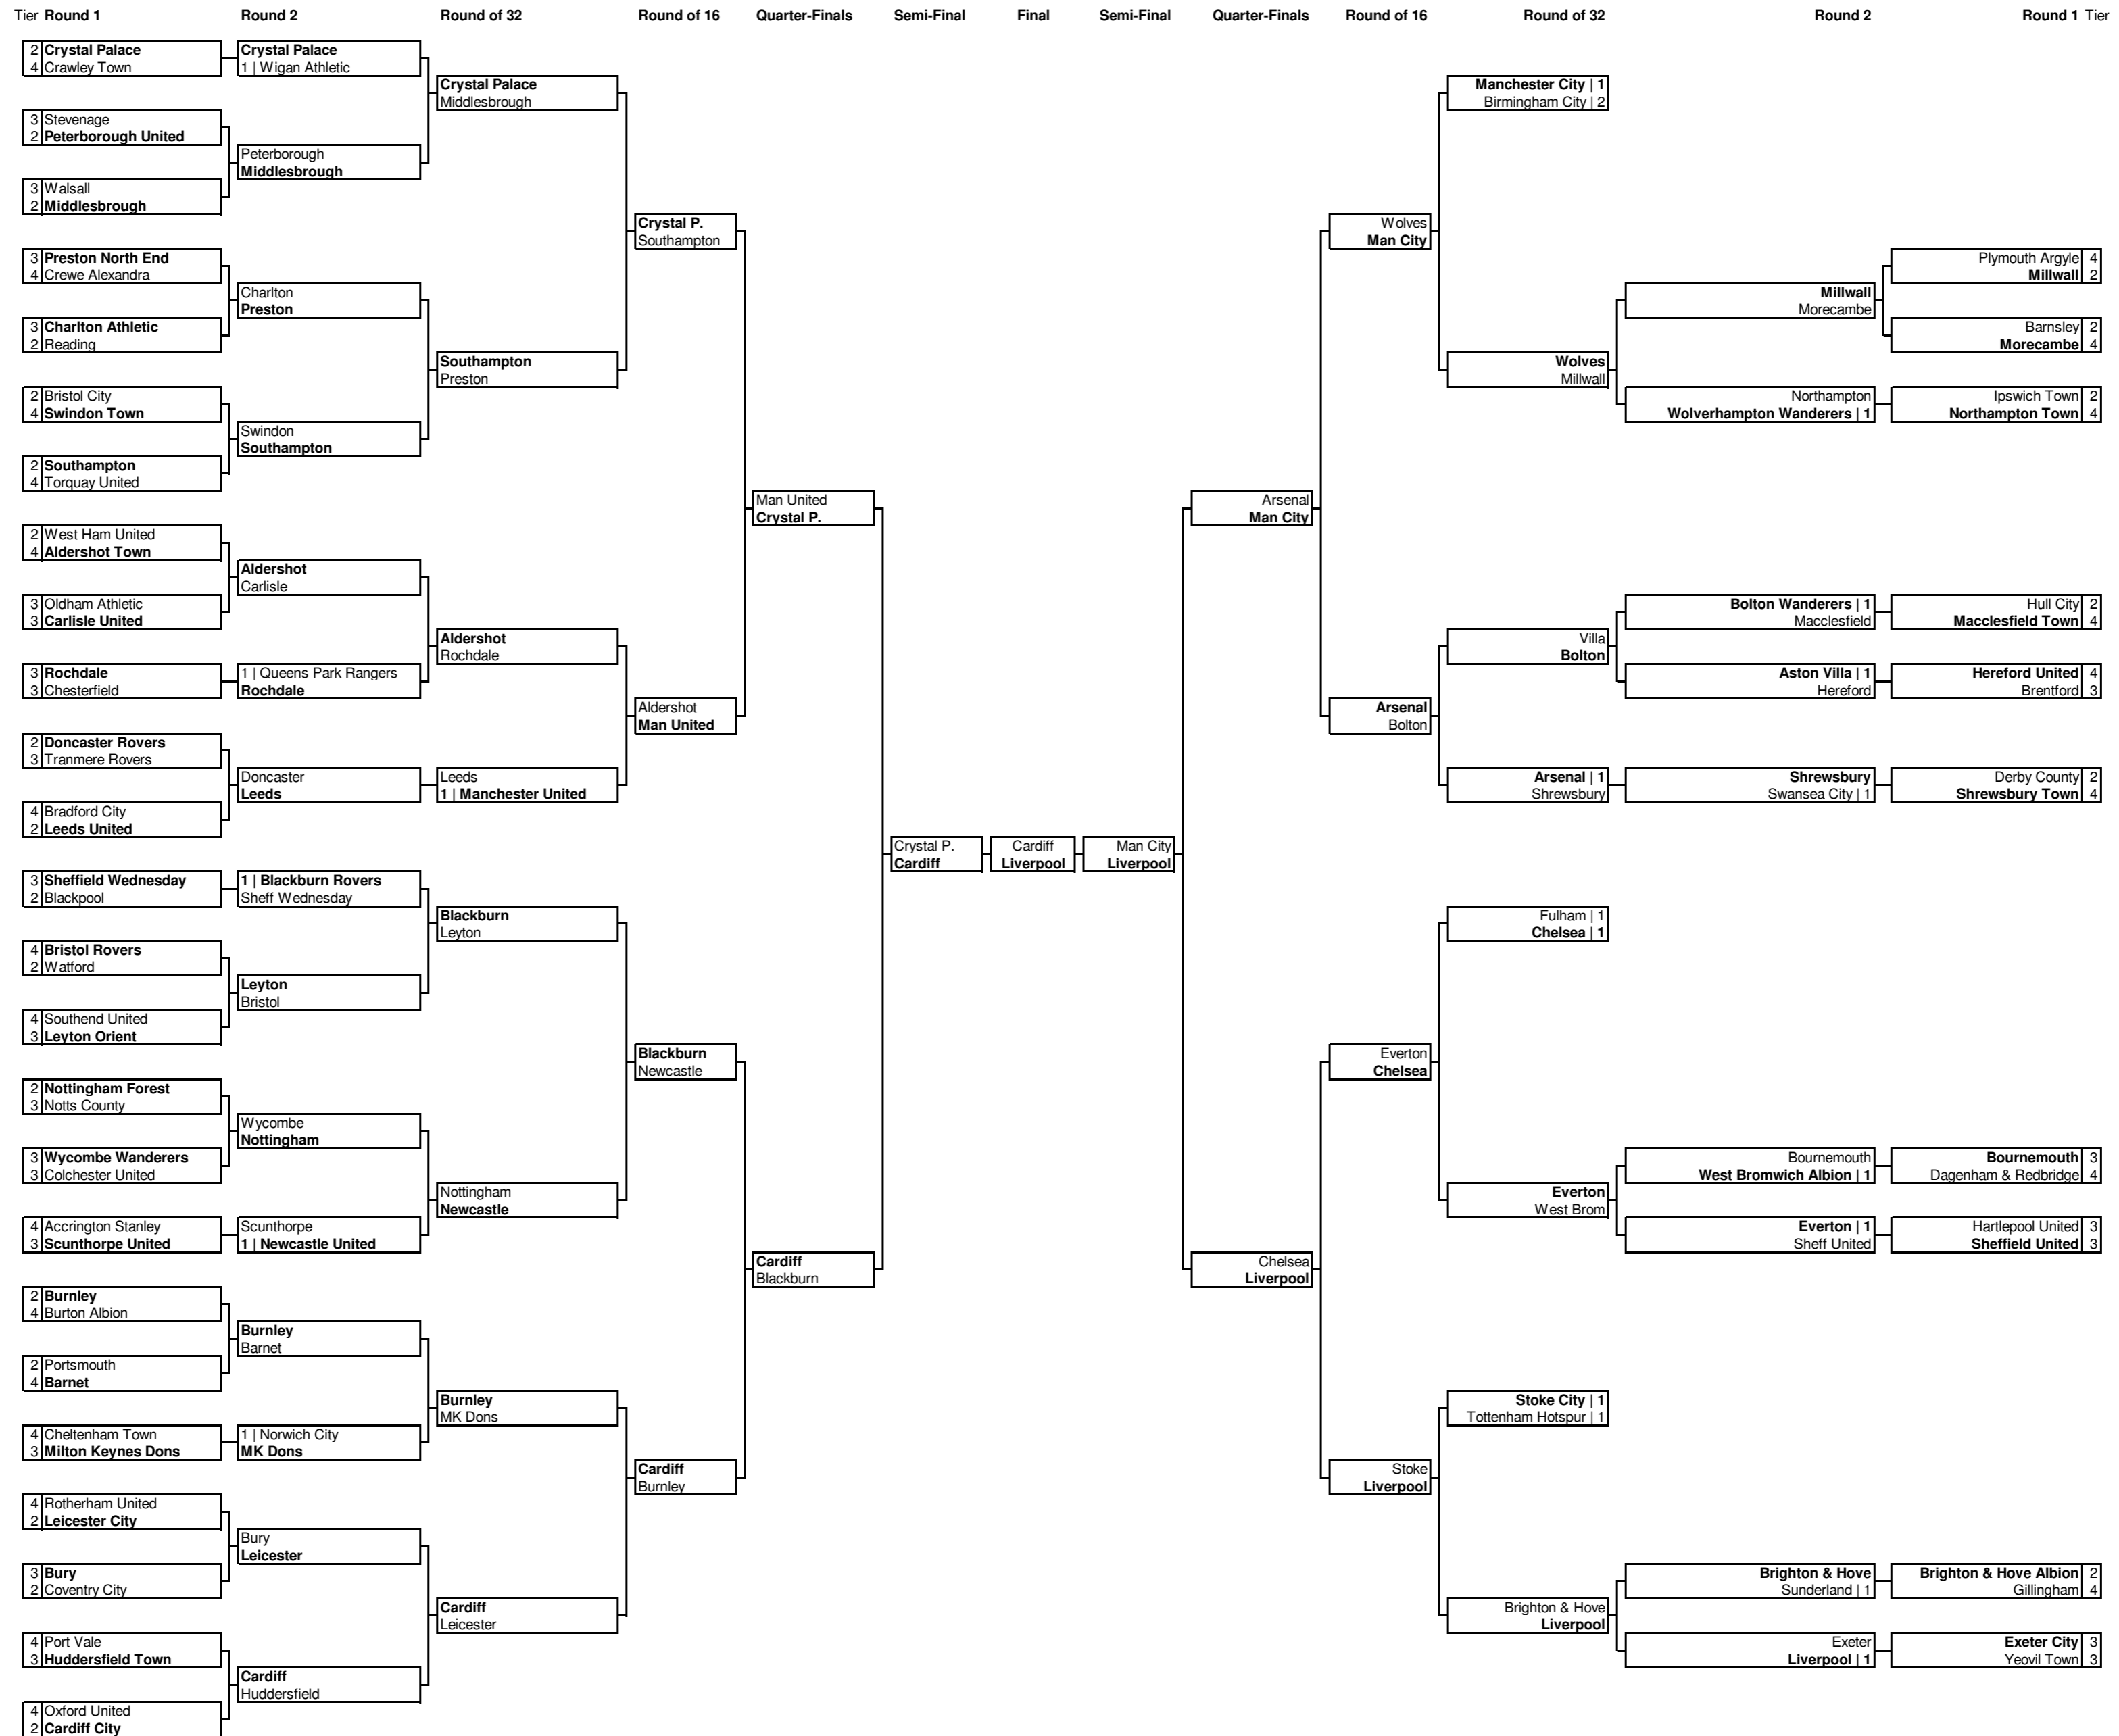 Tier Round 1 Round 2 Round of 32 Round of 16 Quarter-Finals Semi-Final Final Semi-Final Quarter-Finals Round of 16 Round of 32 Round 2 Round 1 Tier
2 Crystal Palace
4 Crawley Town
3 Stevenage
2 Peterborough United
3 Walsall
2 Middlesbrough
3 Preston North End
4 Crewe Alexandra
3 Charlton Athletic
2 Reading
2 Bristol City
4 Swindon Town
2 Southampton
4 Torquay United
2 West Ham United
4 Aldershot Town
3 Oldham Athletic
3 Carlisle United
3 Rochdale
3 Chesterfield
2 Doncaster Rovers
3 Tranmere Rovers
4 Bradford City
2 Leeds United
3 Sheffield Wednesday
2 Blackpool
4 Bristol Rovers
2 Watford
4 Southend United
3 Leyton Orient
2 Nottingham Forest
3 Notts County
3 Wycombe Wanderers
3 Colchester United
4 Accrington Stanley
3 Scunthorpe United
2 Burnley
4 Burton Albion
2 Portsmouth
4 Barnet
4 Cheltenham Town
3 Milton Keynes Dons
4 Rotherham United
2 Leicester City
3 Bury
2 Coventry City
4 Port Vale
3 Huddersfield Town
4 Oxford United
2 Cardiff City
Crystal Palace
1 | Wigan Athletic
Peterborough
Middlesbrough
Charlton
Preston
Swindon
Southampton
Aldershot
Carlisle
1 | Queens Park Rangers
Rochdale
Doncaster
Leeds
1 | Blackburn Rovers
Sheff Wednesday
Leyton
Bristol
Wycombe
Nottingham
Scunthorpe
1 | Newcastle United
Burnley
Barnet
1 | Norwich City
MK Dons
Bury
Leicester
Cardiff
Huddersfield
Crystal Palace
Middlesbrough
Southampton
Preston
Aldershot
Rochdale
Leeds
1 | Manchester United
Blackburn
Leyton
Nottingham
Newcastle
Burnley
MK Dons
Cardiff
Leicester
Crystal P.
Southampton
Aldershot
Man United
Blackburn
Newcastle
Cardiff
Burnley
Man United
Crystal P.
Cardiff
Blackburn
Crystal P.
Cardiff
Cardiff
Liverpool
Man City
Liverpool
Arsenal
Man City
Chelsea
Liverpool
Wolves
Man City
Arsenal
Bolton
Everton
Chelsea
Stoke
Liverpool
Manchester City | 1
Birmingham City | 2
Wolves
Millwall
Villa
Bolton
Arsenal | 1
Shrewsbury
Fulham | 1
Chelsea | 1
Everton
West Brom
Stoke City | 1
Tottenham Hotspur | 1
Brighton & Hove
Liverpool
Millwall
Morecambe
Northampton
Wolverhampton Wanderers | 1
Bolton Wanderers | 1
Macclesfield
Aston Villa | 1
Hereford
Shrewsbury
Swansea City | 1
Bournemouth
West Bromwich Albion | 1
Everton | 1
Sheff United
Brighton & Hove
Sunderland | 1
Exeter
Liverpool | 1
Plymouth Argyle 4
Millwall 2
Barnsley 2
Morecambe 4
Ipswich Town 2
Northampton Town 4
Hull City 2
Macclesfield Town 4
Hereford United 4
Brentford 3
Derby County 2
Shrewsbury Town 4
Bournemouth 3
Dagenham & Redbridge 4
Hartlepool United 3
Sheffield United 3
Brighton & Hove Albion 2
Gillingham 4
Exeter City 3
Yeovil Town 3